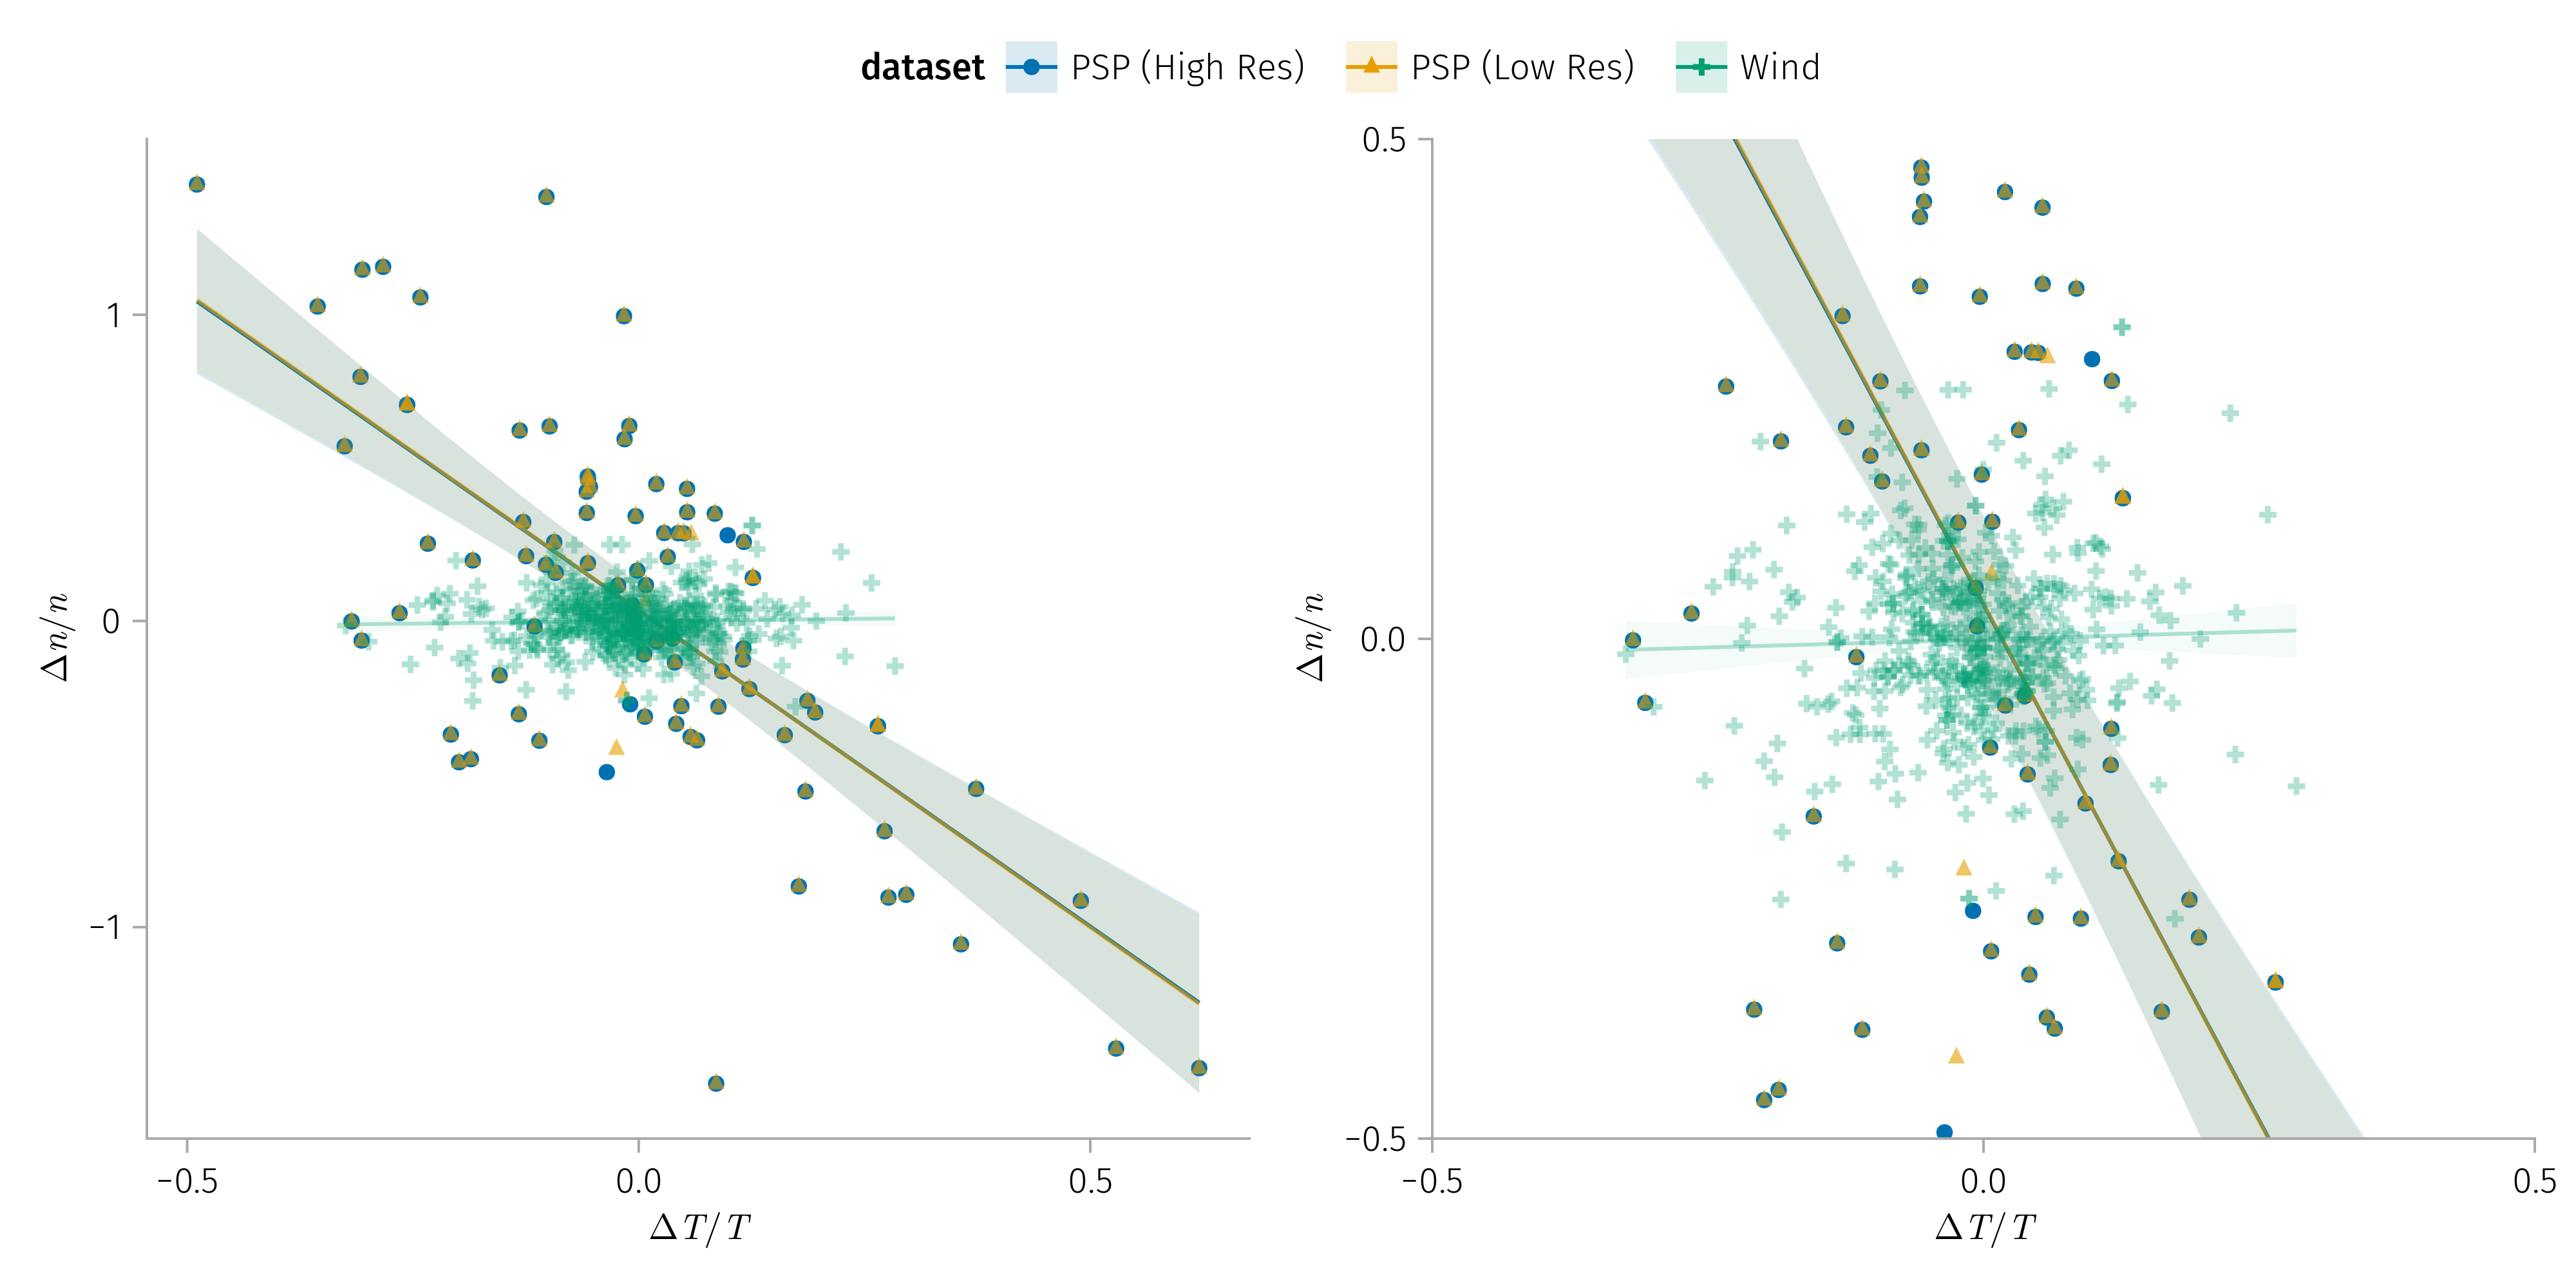 dataset PSP (High Res) PSP (Low Res) Wind
Δn/n
1
0
−1
−0.5 0.0 0.5
ΔT/T
Δn/n
0.5
0.0
−0.5
−0.5 0.0 0.5
ΔT/T